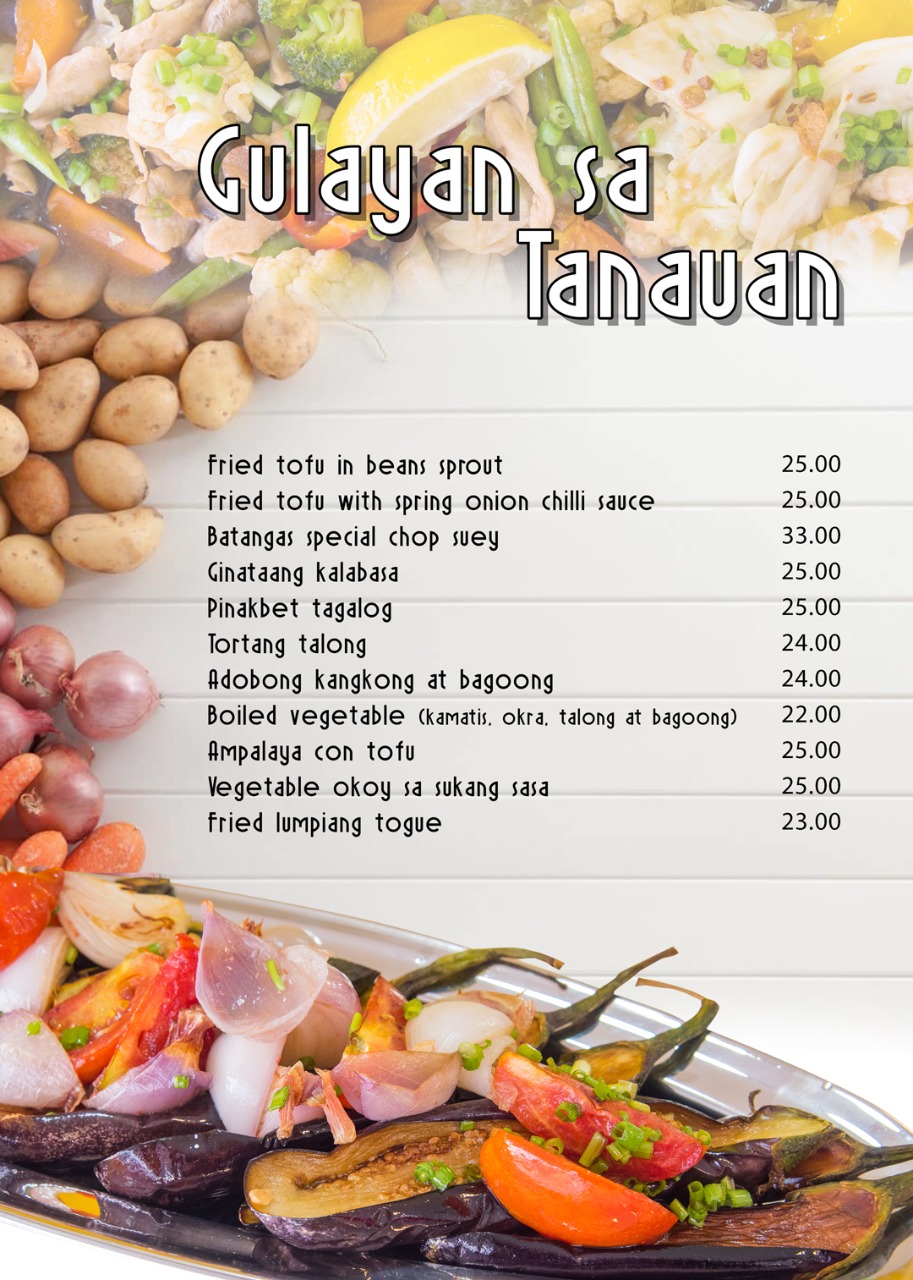 Gulayan sa
Tanauan
Fried tofu in beans sprout 25.00
Fried tofu with spring onion chilli sauce 25.00
Batangas special chop suey 33.00
Ginataang kalabasa 25.00
Pinakbet tagalog 25.00
Tortang talong 24.00
Adobong kangkong at bagoong 24.00
Boiled vegetable (kamatis, okra, talong at bagoong) 22.00
Ampalaya con tofu 25.00
Vegetable okoy sa sukang sasa 25.00
Fried lumpiang togue 23.00